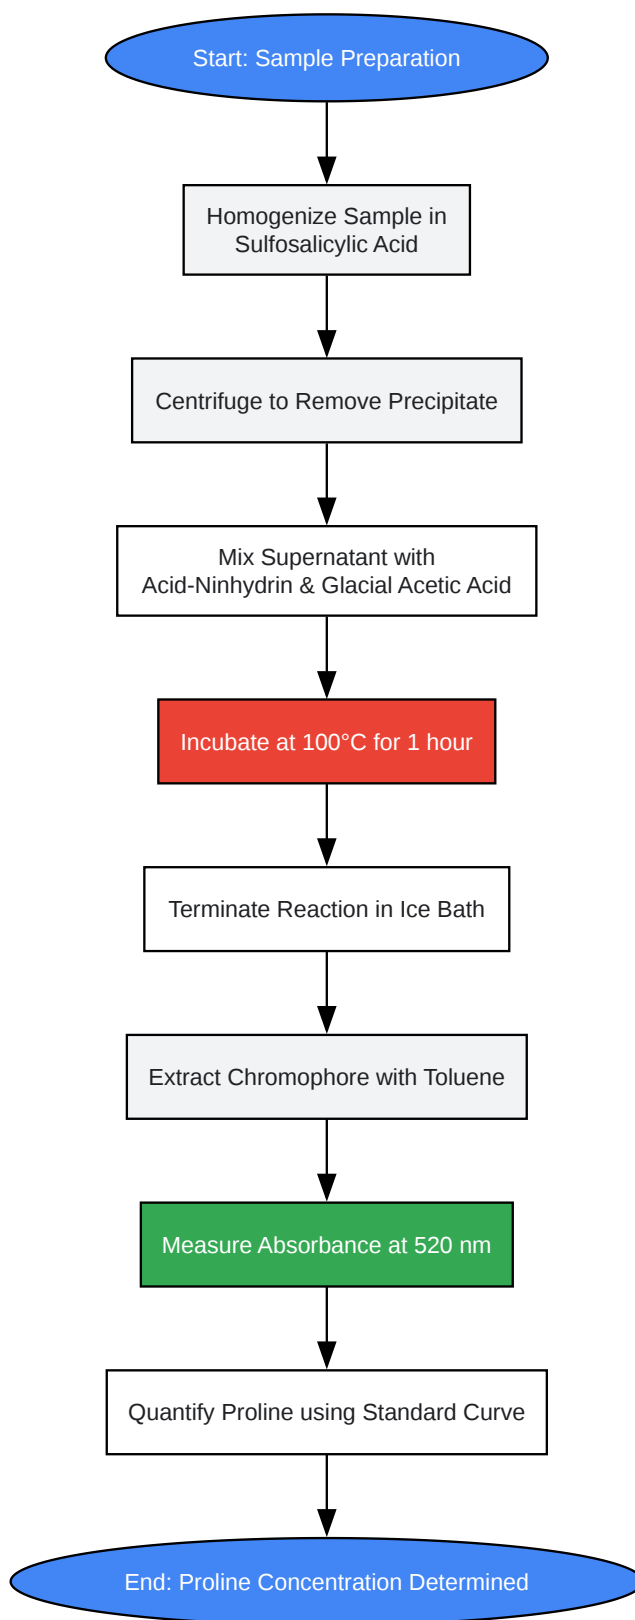 Start: Sample Preparation
Homogenize Sample in
Sulfosalicylic Acid
Centrifuge to Remove Precipitate
Mix Supernatant with
Acid-Ninhydrin & Glacial Acetic Acid
Incubate at 100°C for 1 hour
Terminate Reaction in Ice Bath
Extract Chromophore with Toluene
Measure Absorbance at 520 nm
Quantify Proline using Standard Curve
End: Proline Concentration Determined